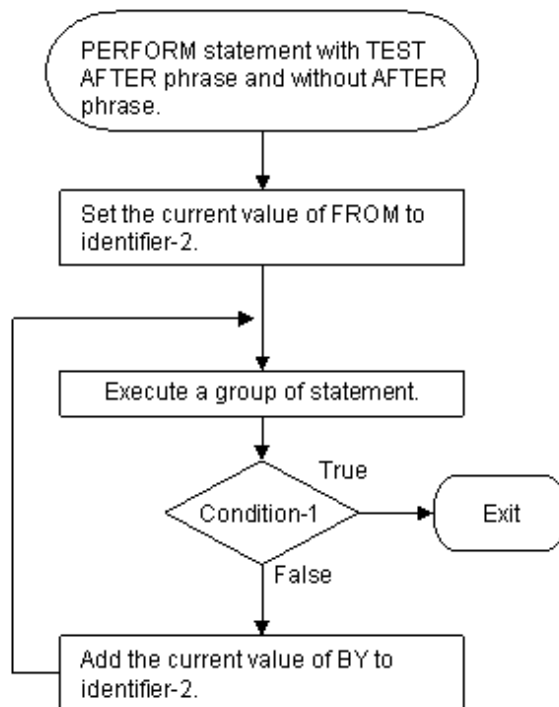 PERFORM statement with TEST
AFTER phrase and without AFTER
phrase.
Set the current value of FROM to
identifier-2.
Execute a group of statement.
True
Condition-1
Exit
False
Add the current value of BY to
identifier-2.